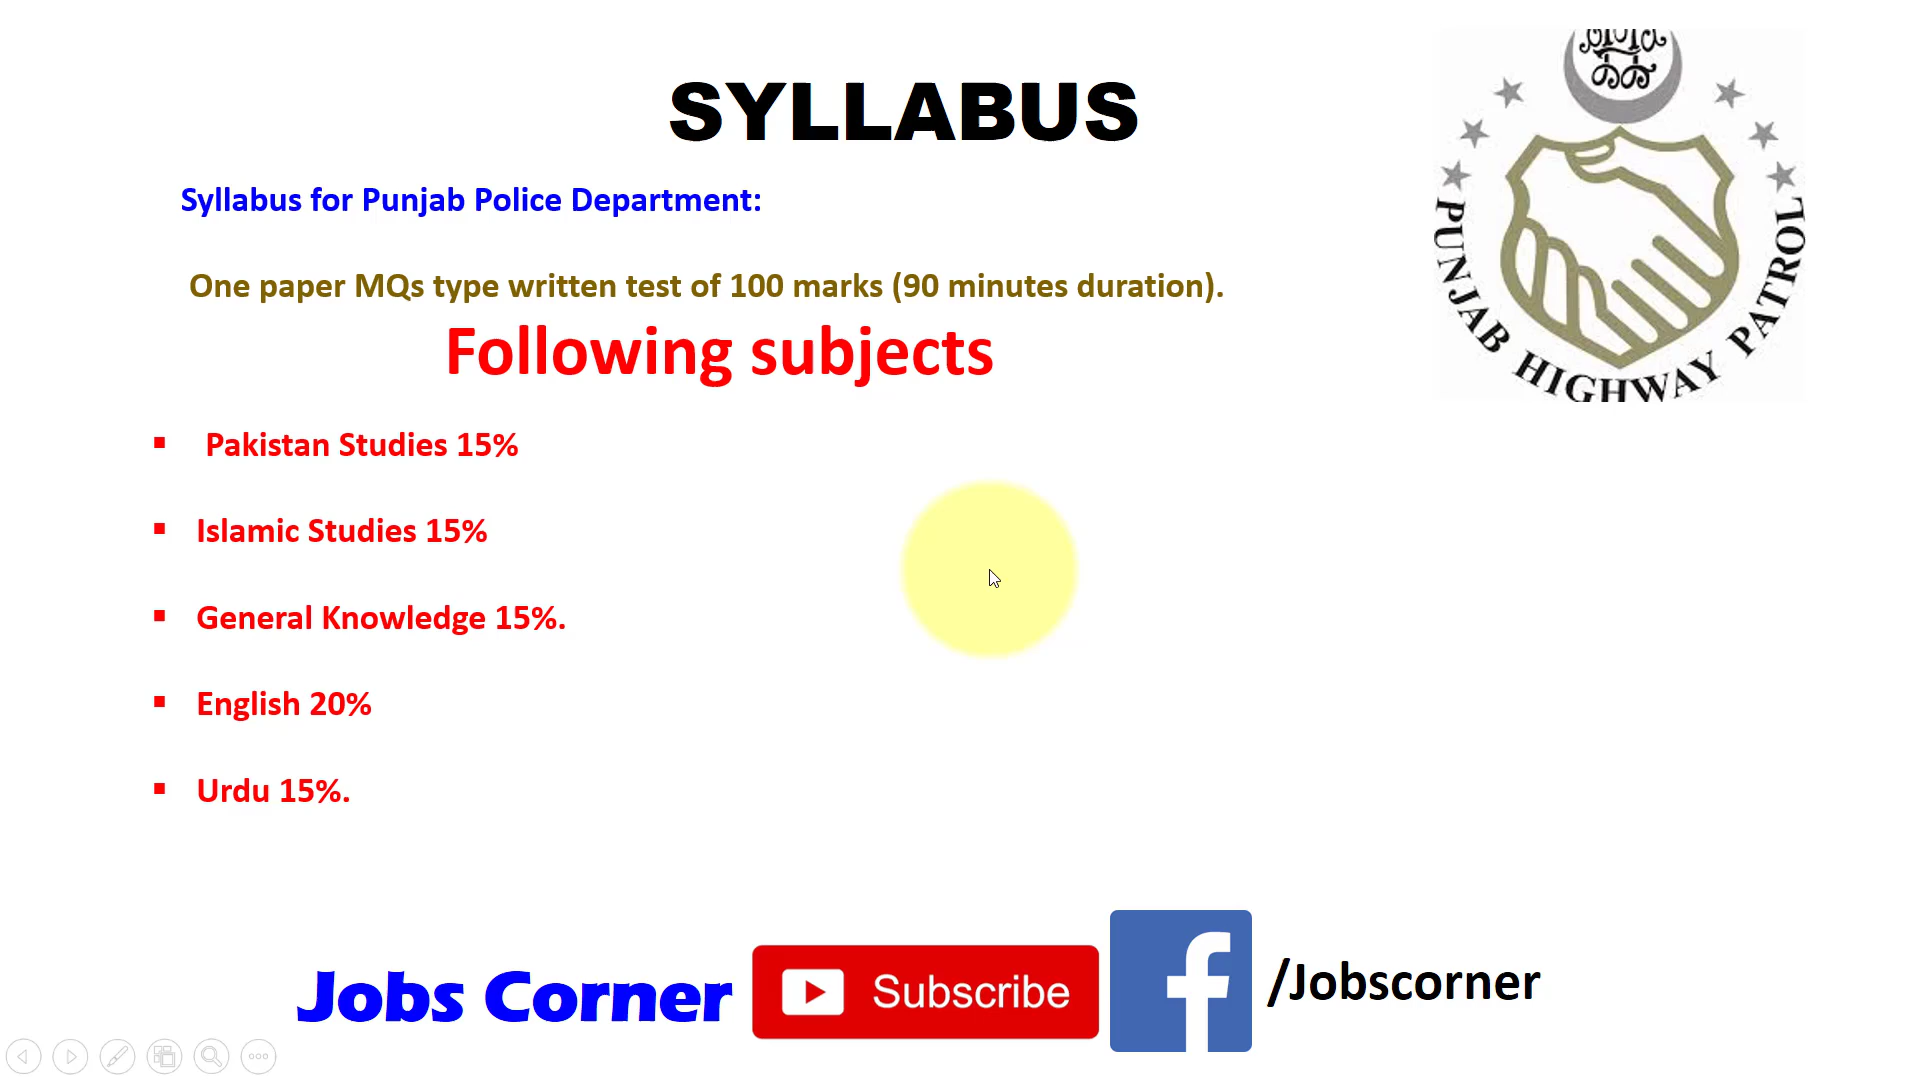 SYLLABUS
Syllabus for Punjab Police Department:
One paper MQs type written test of 100 marks (90 minutes duration).
Following subjects
Pakistan Studies 15%
Islamic Studies 15%
General Knowledge 15%.
English 20%
Urdu 15%.
PUNJAB HIGHWAY PATROL
Jobs Corner
Subscribe
f
/Jobscorner